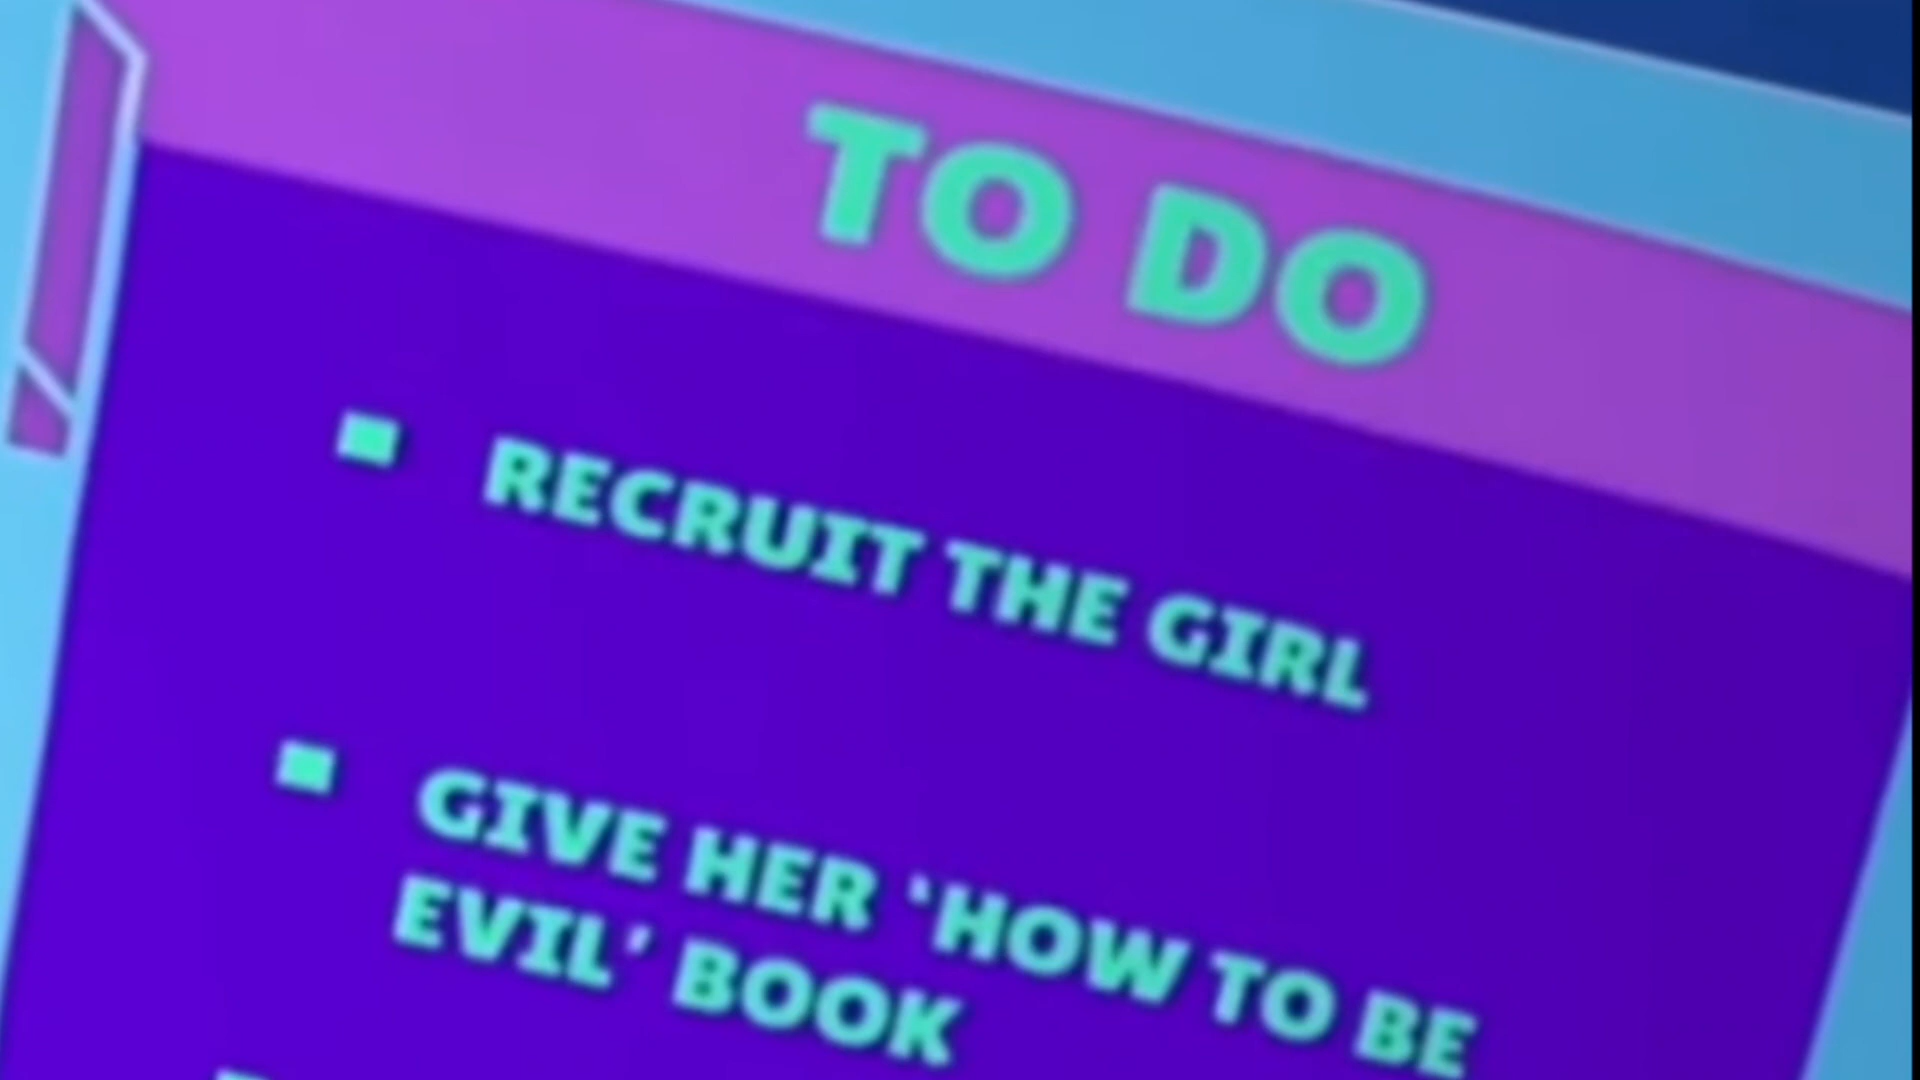 TO DO
RECRUIT THE GIRL
GIVE HER ‘HOW TO BE
EVIL’ BOOK